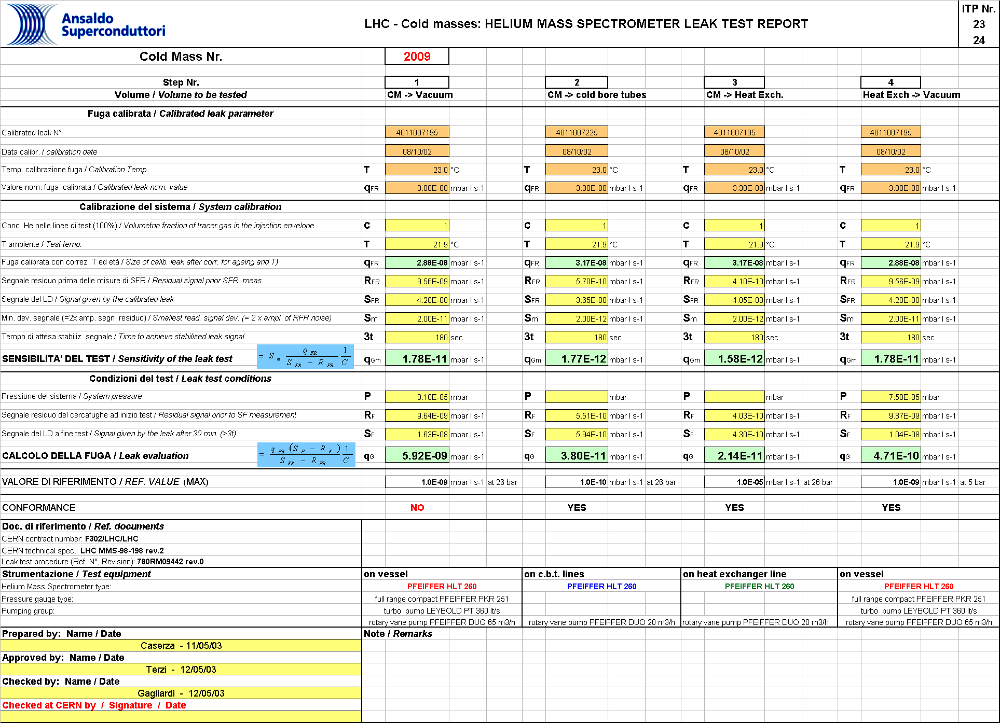 Ansaldo
Superconduttori
LHC - Cold masses: HELIUM MASS SPECTROMETER LEAK TEST REPORT
ITP Nr.
23
24
Cold Mass Nr. 2009
Step Nr. 1 2 3 4
Volume / Volume to be tested CM -> Vacuum CM -> cold bore tubes CM -> Heat Exch. Heat Exch -> Vacuum
Fuga calibrata / Calibrated leak parameter
Calibrated leak N°. 4011007195 4011007225 4011007195 4011007195
Data calibr. / calibration date 08/10/02 08/10/02 08/10/02 08/10/02
Temp. calibrazione fuga / Calibration Temp. T 23.0 °C T 23.0 °C T 23.0 °C T 23.0 °C
Valore nom. fuga calibrata / Calibrated leak nom. value qFR 3.00E-08 mbar l s-1 qFR 3.30E-08 mbar l s-1 qFR 3.30E-08 mbar l s-1 qFR 3.00E-08 mbar l s-1
Calibrazione del sistema / System calibration
Conc. He nelle linee di test (100%) / Volumetric fraction of tracer gas in the injection envelope C 1 C 1 C 1 C 1
T ambiente / Test temp. T 21.9 °C T 21.9 °C T 21.9 °C T 21.9 °C
Fuga calibrata con correz. T ed età / Size of calib. leak after corr. for ageing and T) qFR 2.88E-08 mbar l s-1 qFR 3.17E-08 mbar l s-1 qFR 3.17E-08 mbar l s-1 qFR 2.88E-08 mbar l s-1
Segnale residuo prima delle misure di SFR / Residual signal prior SFR meas. RFR 9.56E-09 mbar l s-1 RFR 5.70E-10 mbar l s-1 RFR 4.10E-10 mbar l s-1 RFR 9.56E-09 mbar l s-1
Segnale del LD / Signal given by the calibrated leak SFR 4.20E-08 mbar l s-1 SFR 3.65E-08 mbar l s-1 SFR 4.05E-08 mbar l s-1 SFR 4.20E-08 mbar l s-1
Min. dev. segnale (=2x amp. segn. residuo) / Smallest read. signal dev. (= 2 x ampl. of RFR noise) Sm 2.00E-11 mbar l s-1 Sm 2.00E-12 mbar l s-1 Sm 2.00E-12 mbar l s-1 Sm 2.00E-11 mbar l s-1
Tempo di attesa stabiliz. segnale / Time to achieve stabilised leak signal 3t 180 sec 3t 180 sec 3t 180 sec 3t 180 sec
SENSIBILITA' DEL TEST / Sensitivity of the leak test = S m q FR / (S FR − R FR) 1/C qGm 1.78E-11 mbar l s-1 qGm 1.77E-12 mbar l s-1 qGm 1.58E-12 mbar l s-1 qGm 1.78E-11 mbar l s-1
Condizioni del test / Leak test conditions
Pressione del sistema / System pressure P 8.10E-05 mbar P mbar P mbar P 7.50E-05 mbar
Segnale residuo del cercafughe ad inizio test / Residual signal prior to SF measurement RF 9.64E-09 mbar l s-1 RF 5.51E-10 mbar l s-1 RF 4.03E-10 mbar l s-1 RF 9.87E-09 mbar l s-1
Segnale del LD a fine test / Signal given by the leak after 30 min. (>3t) SF 1.63E-08 mbar l s-1 SF 5.94E-10 mbar l s-1 SF 4.30E-10 mbar l s-1 SF 1.04E-08 mbar l s-1
CALCOLO DELLA FUGA / Leak evaluation = q FR (S F − R F) / (S FR − R FR) 1/C qG 5.92E-09 mbar l s-1 qG 3.80E-11 mbar l s-1 qG 2.14E-11 mbar l s-1 qG 4.71E-10 mbar l s-1
VALORE DI RIFERIMENTO / REF. VALUE (MAX) 1.0E-09 mbar l s-1 at 26 bar 1.0E-10 mbar l s-1 at 26 bar 1.0E-05 mbar l s-1 at 26 bar 1.0E-09 mbar l s-1 at 5 bar
CONFORMANCE NO YES YES YES
Doc. di riferimento / Ref. documents
CERN contract number: F302/LHC/LHC
CERN technical spec.: LHC MMS-98-198 rev.2
Leak test procedure (Ref. N°, Revision): 780RM09442 rev.0
Strumentazione / Test equipment on vessel on c.b.t. lines on heat exchanger line on vessel
Helium Mass Spectrometer type: PFEIFFER HLT 260 PFEIFFER HLT 260 PFEIFFER HLT 260 PFEIFFER HLT 260
Pressure gauge type: full range compact PFEIFFER PKR 251 full range compact PFEIFFER PKR 251
Pumping group: turbo pump LEYBOLD PT 360 lt/s turbo pump LEYBOLD PT 360 lt/s
rotary vane pump PFEIFFER DUO 65 m3/h rotary vane pump PFEIFFER DUO 20 m3/h rotary vane pump PFEIFFER DUO 20 m3/h rotary vane pump PFEIFFER DUO 65 m3/h
Prepared by: Name / Date Note / Remarks
Caserza - 11/05/03
Approved by: Name / Date
Terzi - 12/05/03
Checked by: Name / Date
Gagliardi - 12/05/03
Checked at CERN by / Signature / Date